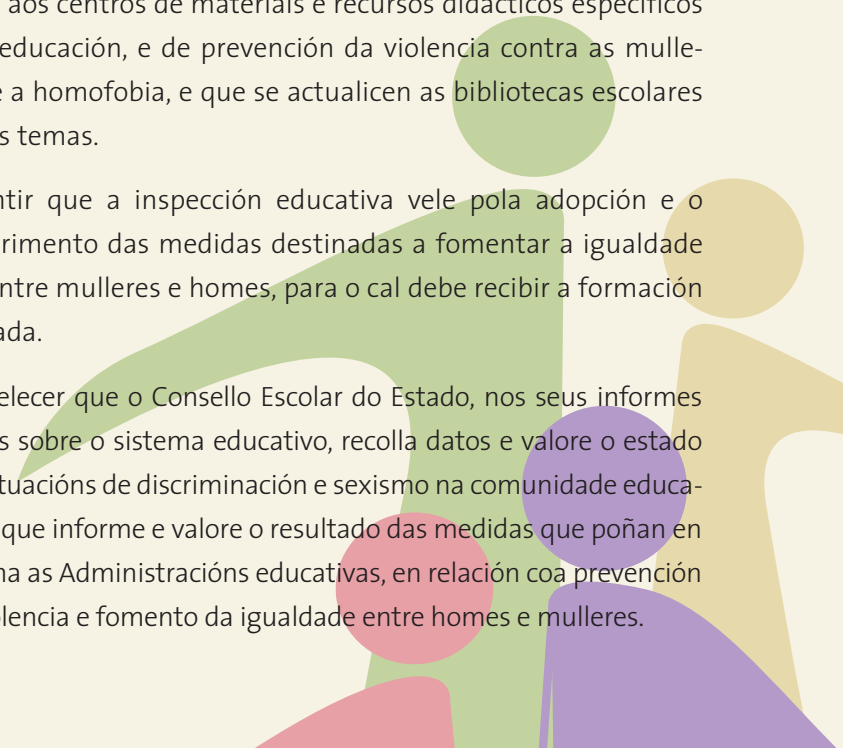 aos centros de materiais e recursos didácticos específicos
educación, e de prevención da violencia contra as mulle-
e a homofobia, e que se actualicen as bibliotecas escolares
s temas.
ntir que a inspección educativa vele pola adopción e o
rimento das medidas destinadas a fomentar a igualdade
ntre mulleres e homes, para o cal debe recibir a formación
ada.
elecer que o Consello Escolar do Estado, nos seus informes
s sobre o sistema educativo, recolla datos e valore o estado
tuacións de discriminación e sexismo na comunidade educa-
que informe e valore o resultado das medidas que poñan en
na as Administracións educativas, en relación coa prevención
olencia e fomento da igualdade entre homes e mulleres.